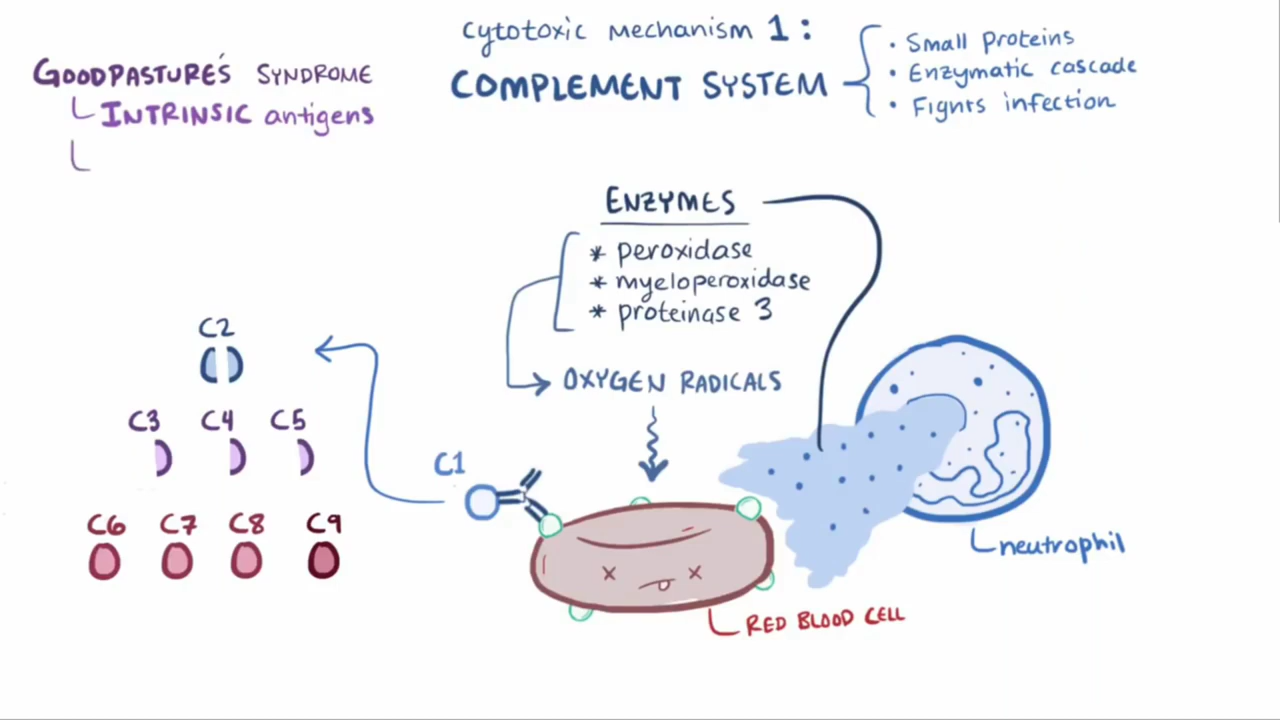 Cytotoxic Mechanism 1:
COMPLEMENT SYSTEM
• Small Proteins
• Enzymatic cascade
• Fignts infection
GOODPASTURE'S SYNDROME
INTRINSIC antigens
ENZYMES
* peroxidase
* myeloperoxidase
* proteinase 3
OXYGEN RADICALS
C2
C3 C4 C5
C1
C6 C7 C8 C9
neutrophil
RED BLOOD CELL